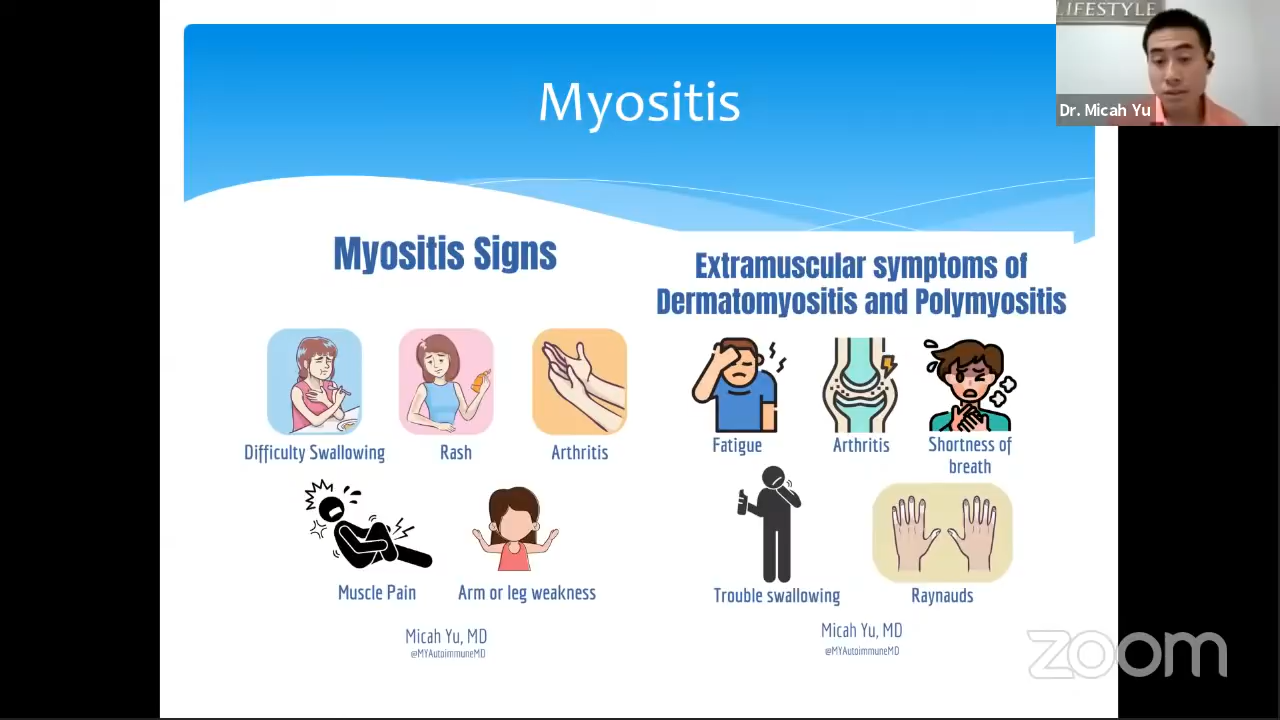 LIFESTYLE
Dr. Micah Yu
Myositis
Myositis Signs
Difficulty Swallowing
Rash
Arthritis
Muscle Pain
Arm or leg weakness
Micah Yu, MD
@MYAutoimmuneMD
Extramuscular symptoms of
Dermatomyositis and Polymyositis
Fatigue
Arthritis
Shortness of
breath
Trouble swallowing
Raynauds
Micah Yu, MD
@MYAutoimmuneMD
zoom